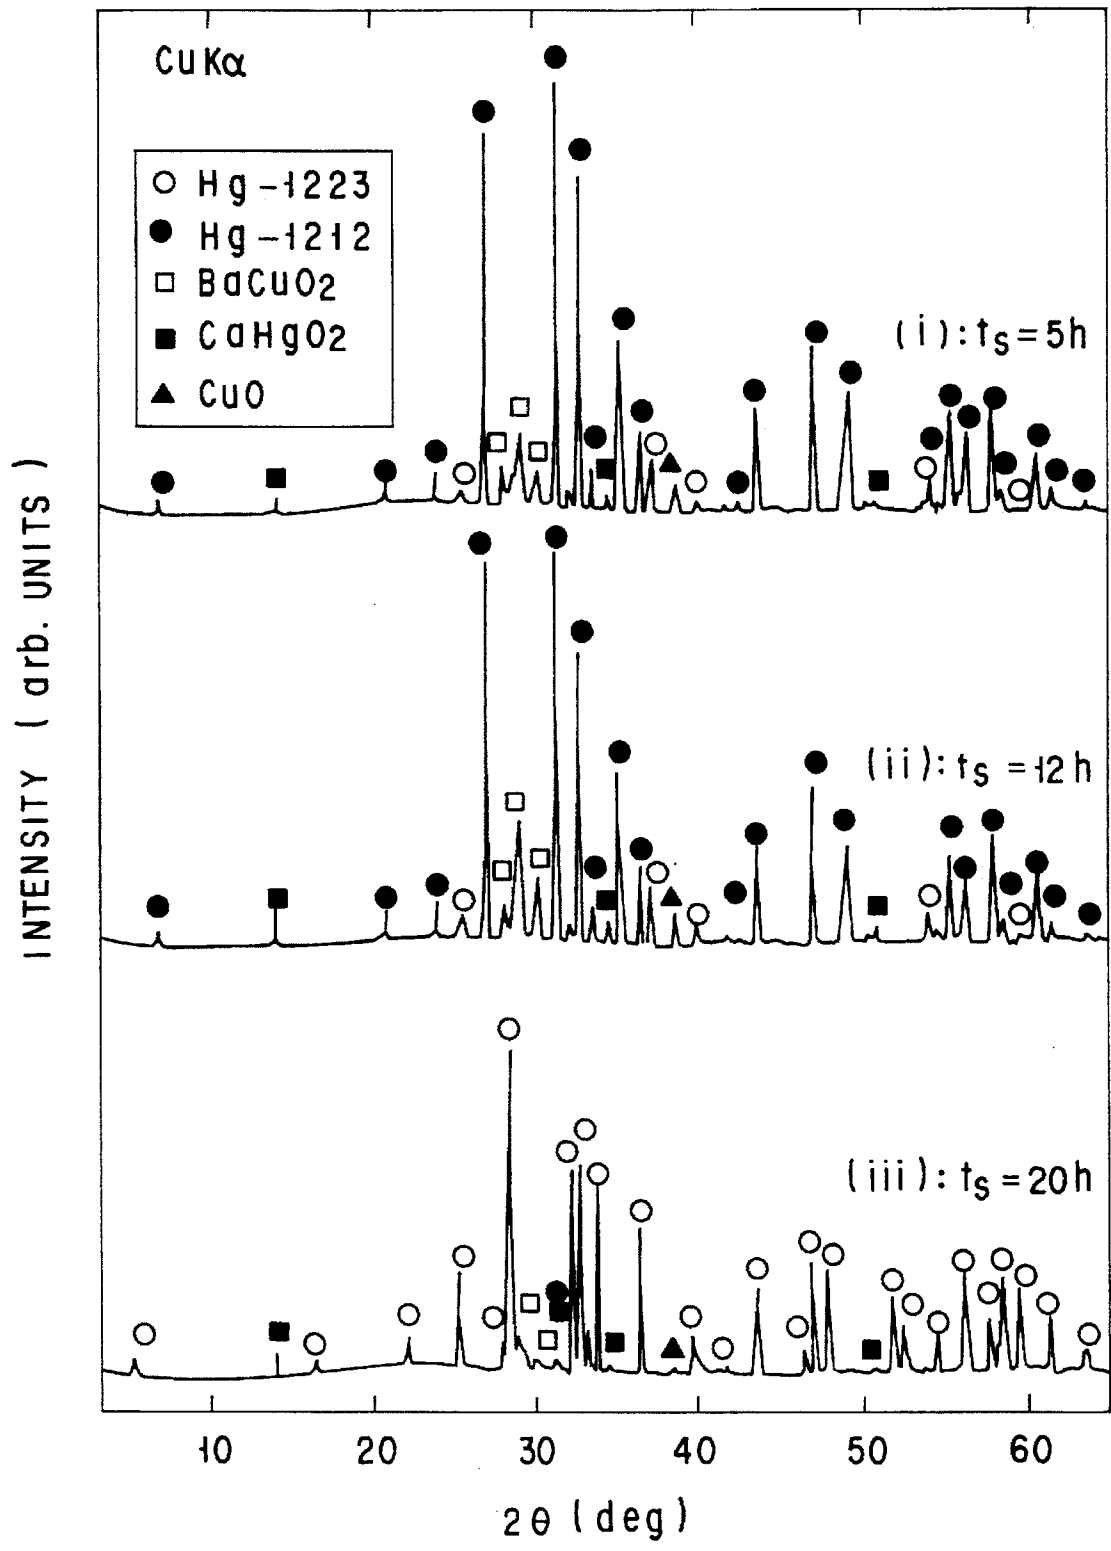 CuKα
Hg-1223
Hg-1212
BaCuO2
CaHgO2
CuO
(i): ts = 5h
(ii): ts = 12h
(iii): ts = 20h
INTENSITY (arb. UNITS)
10 20 30 40 50 60
2θ (deg)